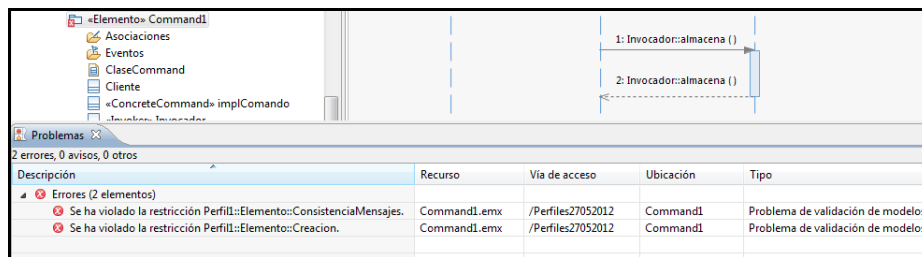 «Elemento» Command1
Asociaciones
Eventos
ClaseCommand
Cliente
«ConcreteCommand» implComando
«Invoker» Invocador
1: Invocador::almacena ( )
2: Invocador::almacena ( )
Problemas
2 errores, 0 avisos, 0 otros
Descripción Recurso Vía de acceso Ubicación Tipo
Errores (2 elementos)
Se ha violado la restricción Perfil1::Elemento::ConsistenciaMensajes. Command1.emx /Perfiles27052012 Command1 Problema de validación de modelos
Se ha violado la restricción Perfil1::Elemento::Creacion. Command1.emx /Perfiles27052012 Command1 Problema de validación de modelos